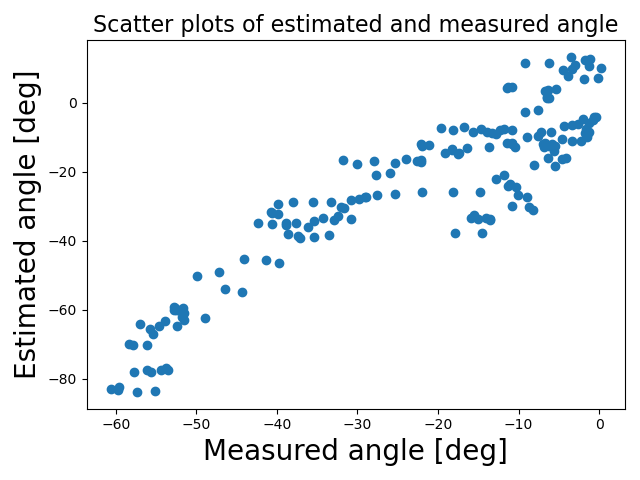 Scatter plots of estimated and measured angle
Estimated angle [deg]
0
−20
−40
−60
−80
−60 −50 −40 −30 −20 −10 0
Measured angle [deg]